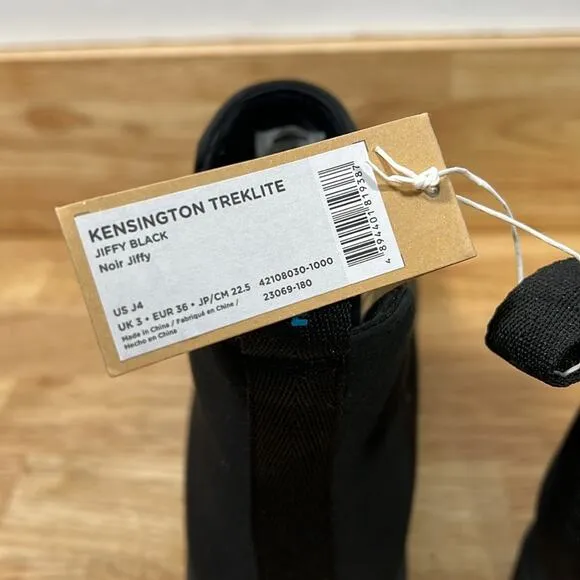 KENSINGTON TREKLITE
JIFFY BLACK
Noir Jiffy
US J4
UK 3 • EUR 36 • JP/CM 22.5
Made in China / Fabriqué en Chine /
Hecho en China
42108030-1000
23069-180
4 894401 819387